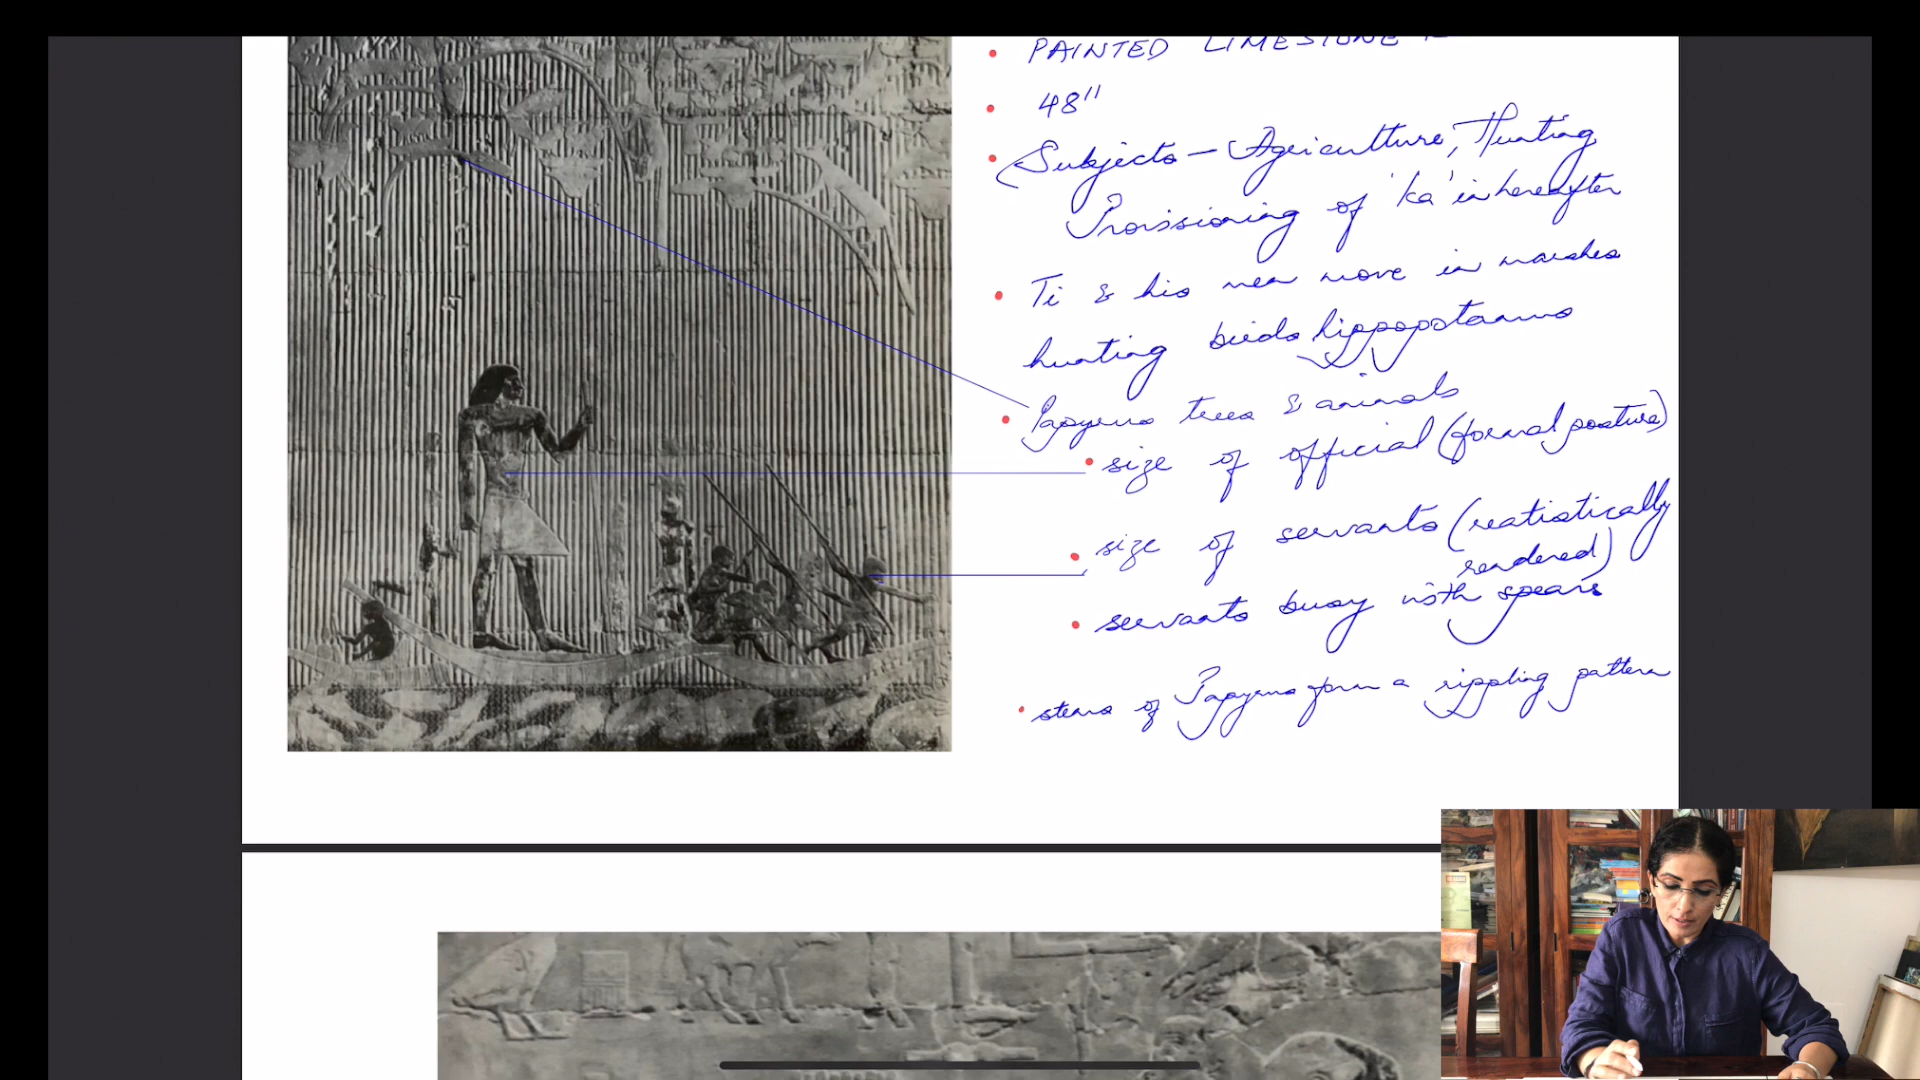 PAINTED LIMESTONE
48"
Subjects - Agriculture, Hunting
Provisioning of 'Ka' in hereafter
Ti & his men move in marshes
hunting birds hippopotamus
Papyrus trees & animals
size of official (formal posture)
size of servants (realistically
rendered)
servants busy with spears
stems of Papyrus form a rippling pattern